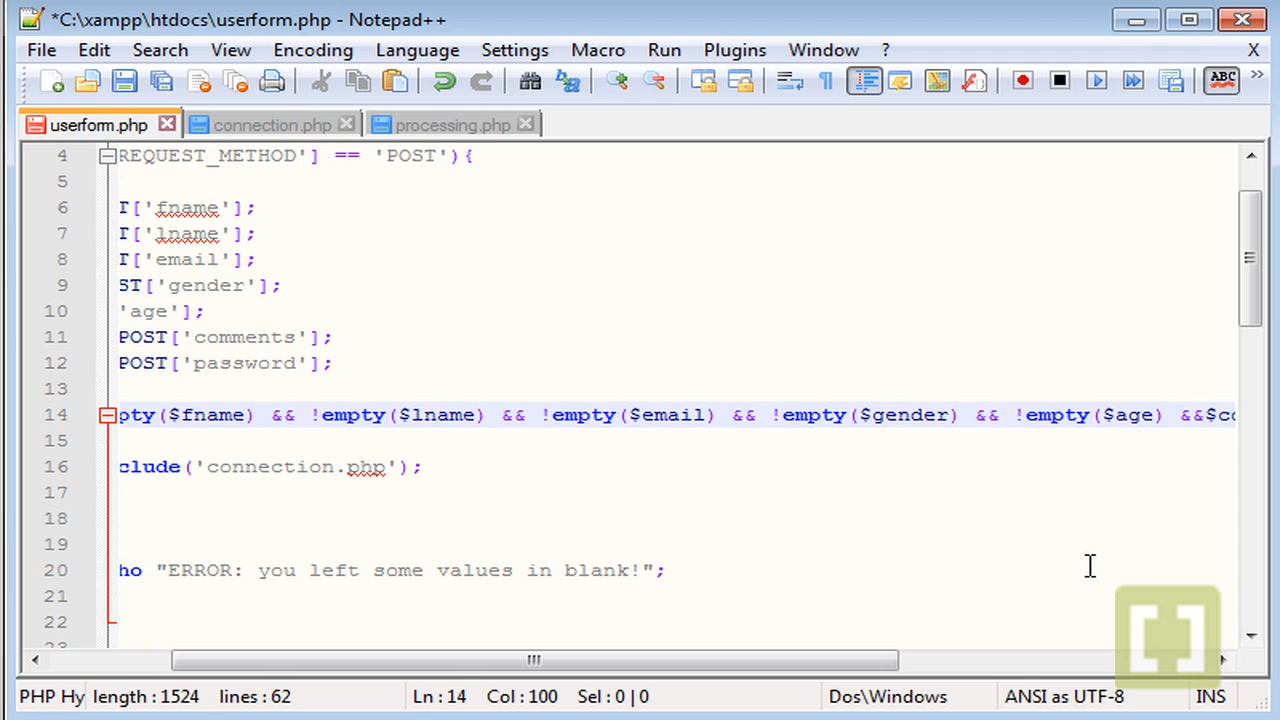 *C:\xampp\htdocs\userform.php - Notepad++
File Edit Search View Encoding Language Settings Macro Run Plugins Window ? X
ABC »
userform.php connection.php processing.php
4 REQUEST_METHOD'] == 'POST'){
5
6 T['fname'];
7 T['lname'];
8 T['email'];
9 ST['gender'];
10 'age'];
11 POST['comments'];
12 POST['password'];
13
14 pty($fname) && !empty($lname) && !empty($email) && !empty($gender) && !empty($age) &&$co
15
16 clude('connection.php');
17
18
19
20 ho "ERROR: you left some values in blank!";
21
22
23
PHP Hy length : 1524 lines : 62 Ln : 14 Col : 100 Sel : 0 | 0 Dos\Windows ANSI as UTF-8 INS